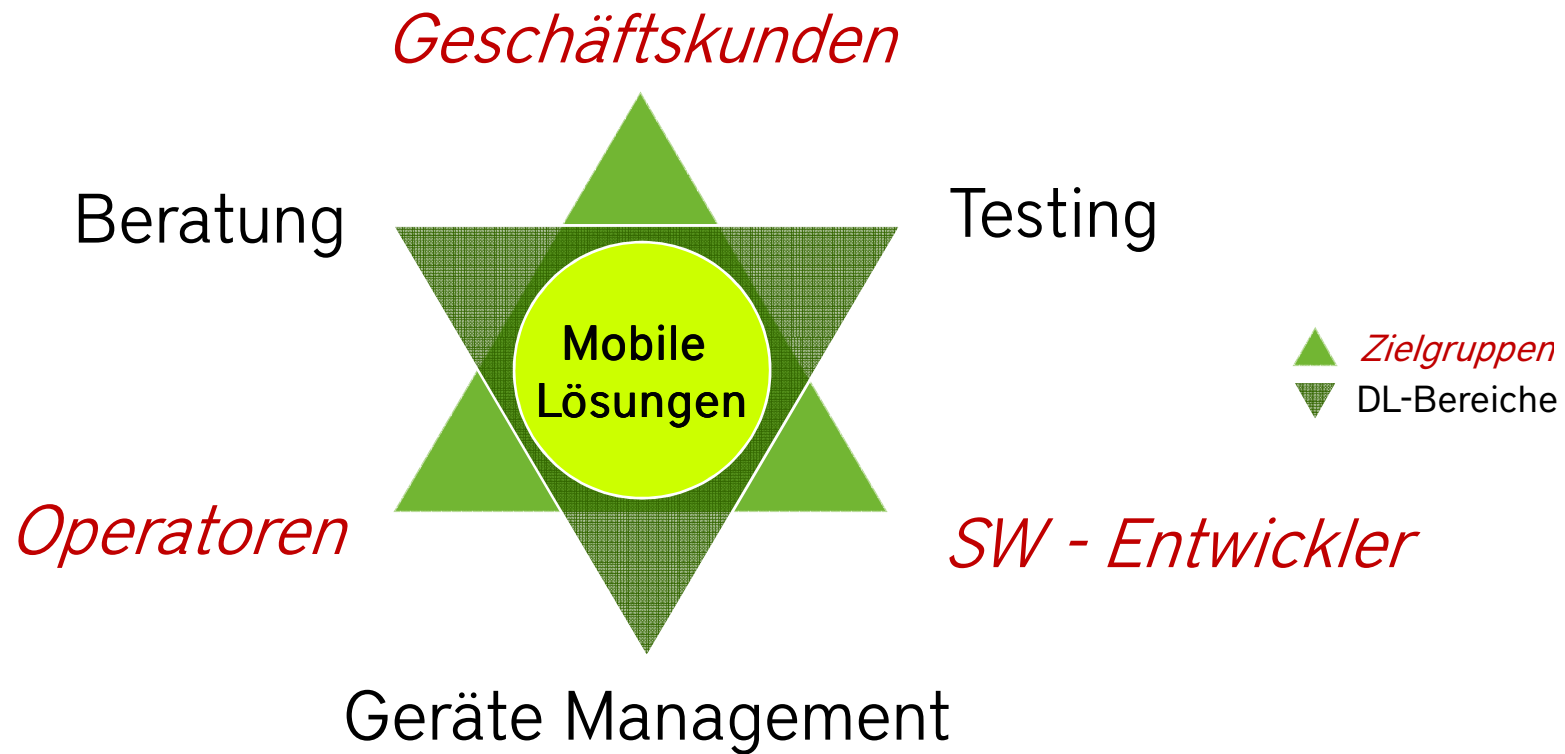 Geschäftskunden
Beratung
Testing
Mobile
Lösungen
Zielgruppen
DL-Bereiche
Operatoren
SW - Entwickler
Geräte Management